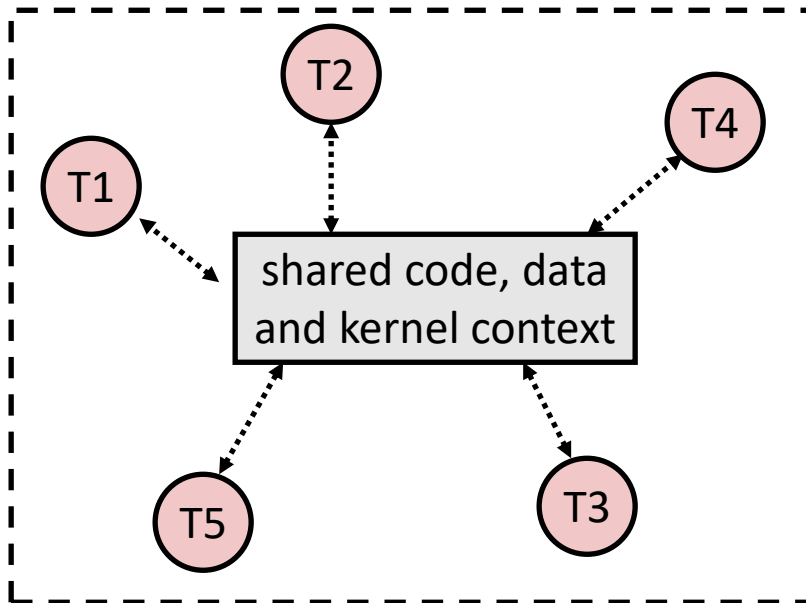 T2
T4
T1
shared code, data
and kernel context
T5
T3